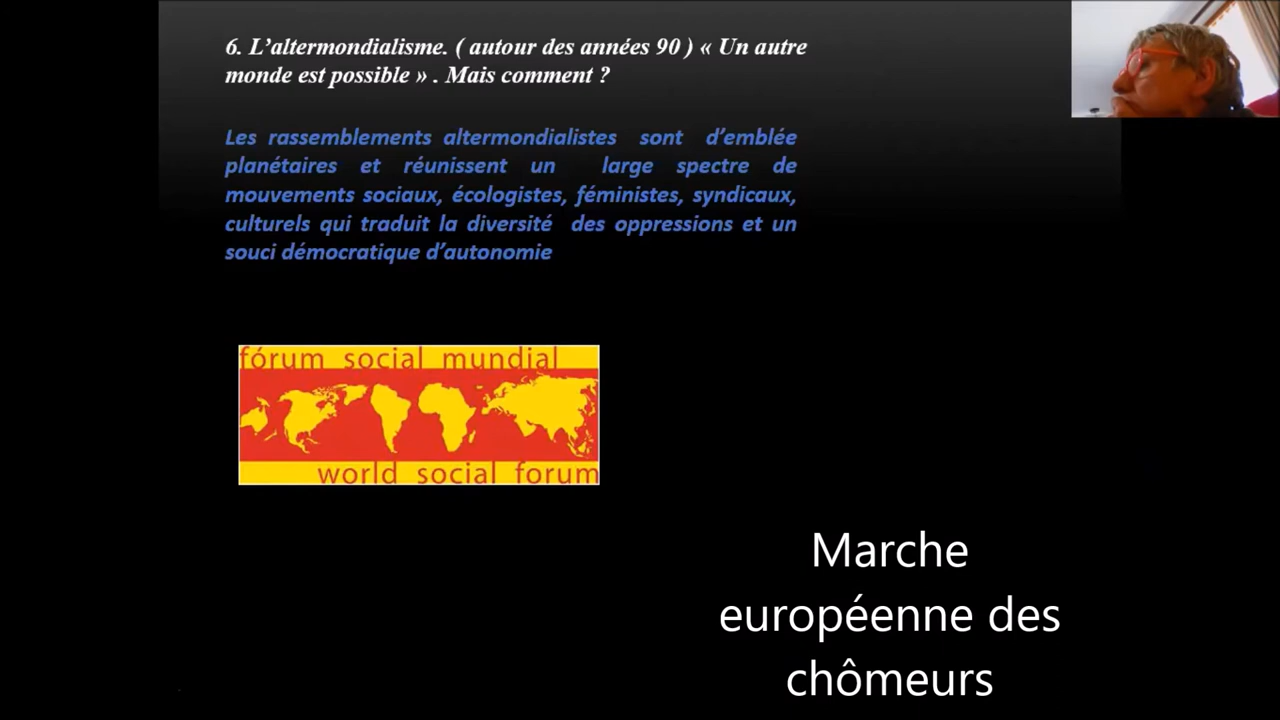 6. L’altermondialisme. ( autour des années 90 ) « Un autre
monde est possible » . Mais comment ?
Les rassemblements altermondialistes sont d’emblée
planétaires et réunissent un large spectre de
mouvements sociaux, écologistes, féministes, syndicaux,
culturels qui traduit la diversité des oppressions et un
souci démocratique d’autonomie
fórum social mundial
world social forum
Marche
européenne des
chômeurs